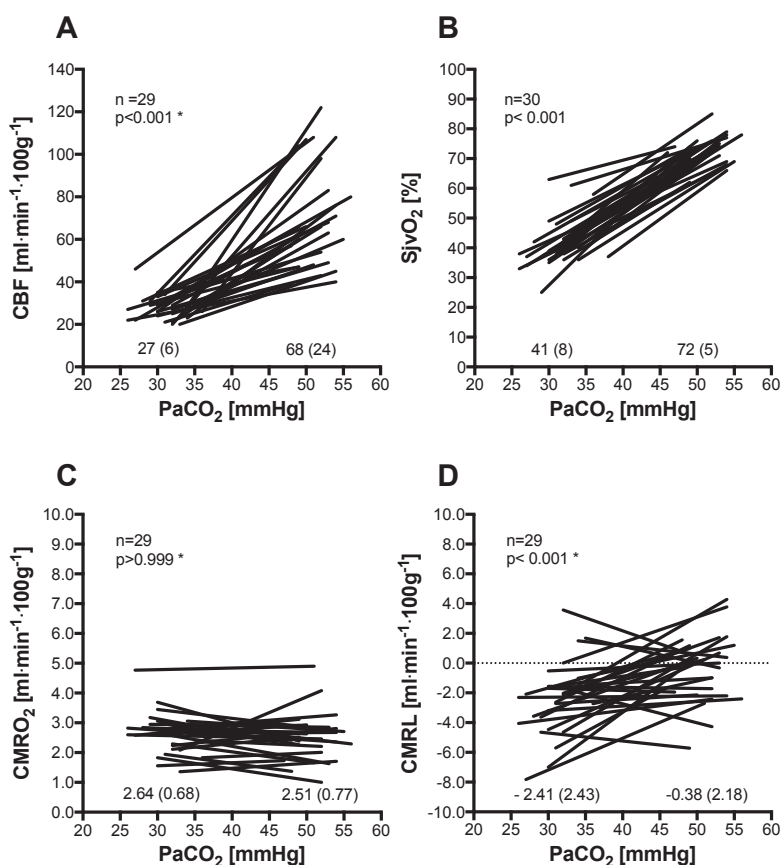 A
CBF [ml·min-1·100g-1]
140
120
100
80
60
40
20
0
n =29
p<0.001 *
27 (6)
68 (24)
20 25 30 35 40 45 50 55 60
PaCO2 [mmHg]
B
SjvO2 [%]
100
90
80
70
60
50
40
30
20
10
0
n=30
p< 0.001
41 (8)
72 (5)
20 25 30 35 40 45 50 55 60
PaCO2 [mmHg]
C
CMRO2 [ml·min-1·100g-1]
10.0
9.0
8.0
7.0
6.0
5.0
4.0
3.0
2.0
1.0
0.0
n=29
p>0.999 *
2.64 (0.68)
2.51 (0.77)
20 25 30 35 40 45 50 55 60
PaCO2 [mmHg]
D
CMRL [ml·min-1·100g-1]
10.0
8.0
6.0
4.0
2.0
0.0
-2.0
-4.0
-6.0
-8.0
-10.0
n=29
p< 0.001 *
- 2.41 (2.43)
-0.38 (2.18)
20 25 30 35 40 45 50 55 60
PaCO2 [mmHg]